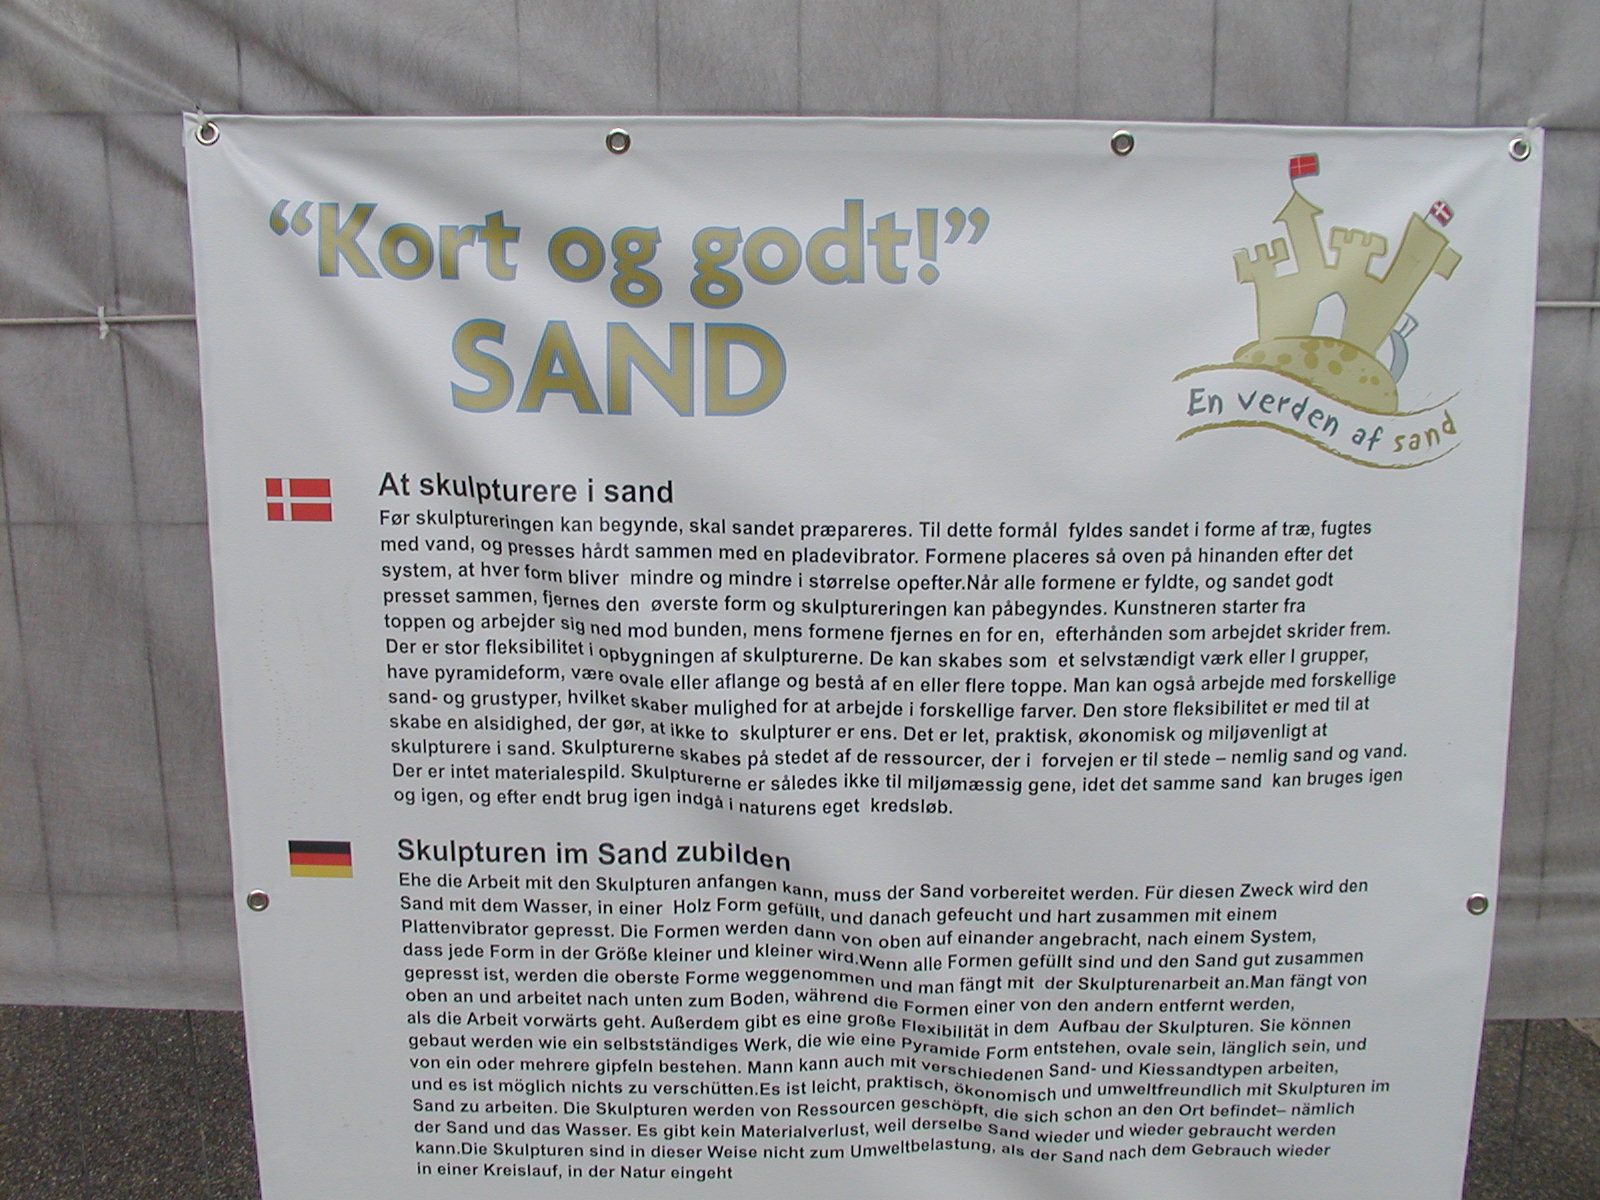 “Kort og godt!”
SAND
En verden af sand
At skulpturere i sand
Før skulptureringen kan begynde, skal sandet præpareres. Til dette formål fyldes sandet i forme af træ, fugtes
med vand, og presses hårdt sammen med en pladevibrator. Formene placeres så oven på hinanden efter det
system, at hver form bliver mindre og mindre i størrelse opefter.Når alle formene er fyldte, og sandet godt
presset sammen, fjernes den øverste form og skulptureringen kan påbegyndes. Kunstneren starter fra
toppen og arbejder sig ned mod bunden, mens formene fjernes en for en, efterhånden som arbejdet skrider frem.
Der er stor fleksibilitet i opbygningen af skulpturerne. De kan skabes som et selvstændigt værk eller I grupper,
have pyramideform, være ovale eller aflange og bestå af en eller flere toppe. Man kan også arbejde med forskellige
sand- og grustyper, hvilket skaber mulighed for at arbejde i forskellige farver. Den store fleksibilitet er med til at
skabe en alsidighed, der gør, at ikke to skulpturer er ens. Det er let, praktisk, økonomisk og miljøvenligt at
skulpturere i sand. Skulpturerne skabes på stedet af de ressourcer, der i forvejen er til stede – nemlig sand og vand.
Der er intet materialespild. Skulpturerne er således ikke til miljømæssig gene, idet det samme sand kan bruges igen
og igen, og efter endt brug igen indgå i naturens eget kredsløb.
Skulpturen im Sand zubilden
Ehe die Arbeit mit den Skulpturen anfangen kann, muss der Sand vorbereitet werden. Für diesen Zweck wird den
Sand mit dem Wasser, in einer Holz Form gefüllt, und danach gefeucht und hart zusammen mit einem
Plattenvibrator gepresst. Die Formen werden dann von oben auf einander angebracht, nach einem System,
dass jede Form in der Größe kleiner und kleiner wird.Wenn alle Formen gefüllt sind und den Sand gut zusammen
gepresst ist, werden die oberste Forme weggenommen und man fängt mit der Skulpturenarbeit an.Man fängt von
oben an und arbeitet nach unten zum Boden, während die Formen einer von den andern entfernt werden,
als die Arbeit vorwärts geht. Außerdem gibt es eine große Flexibilität in dem Aufbau der Skulpturen. Sie können
gebaut werden wie ein selbstständiges Werk, die wie eine Pyramide Form entstehen, ovale sein, länglich sein, und
von ein oder mehrere gipfeln bestehen. Mann kann auch mit verschiedenen Sand- und Kiessandtypen arbeiten,
und es ist möglich nichts zu verschütten.Es ist leicht, praktisch, ökonomisch und umweltfreundlich mit Skulpturen im
Sand zu arbeiten. Die Skulpturen werden von Ressourcen geschöpft, die sich schon an den Ort befindet– nämlich
der Sand und das Wasser. Es gibt kein Materialverlust, weil derselbe Sand wieder und wieder gebraucht werden
kann.Die Skulpturen sind in dieser Weise nicht zum Umweltbelastung, als der Sand nach dem Gebrauch wieder
in einer Kreislauf, in der Natur eingeht